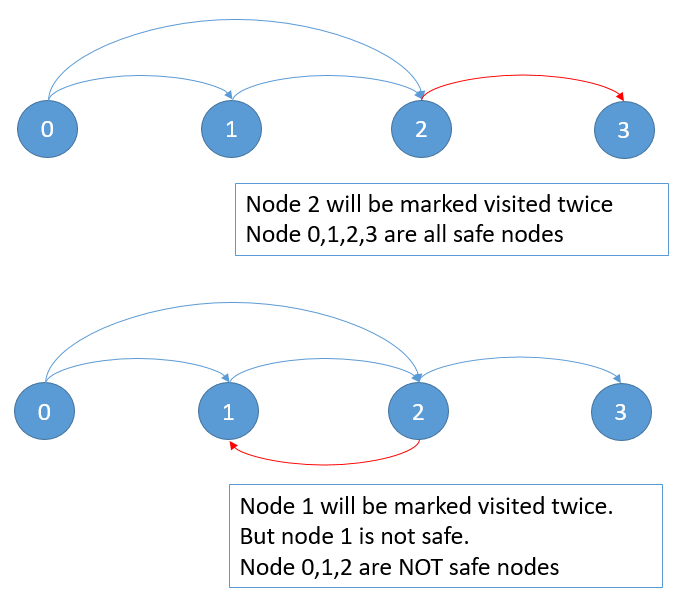 0 1 2 3
Node 2 will be marked visited twice
Node 0,1,2,3 are all safe nodes
0 1 2 3
Node 1 will be marked visited twice.
But node 1 is not safe.
Node 0,1,2 are NOT safe nodes